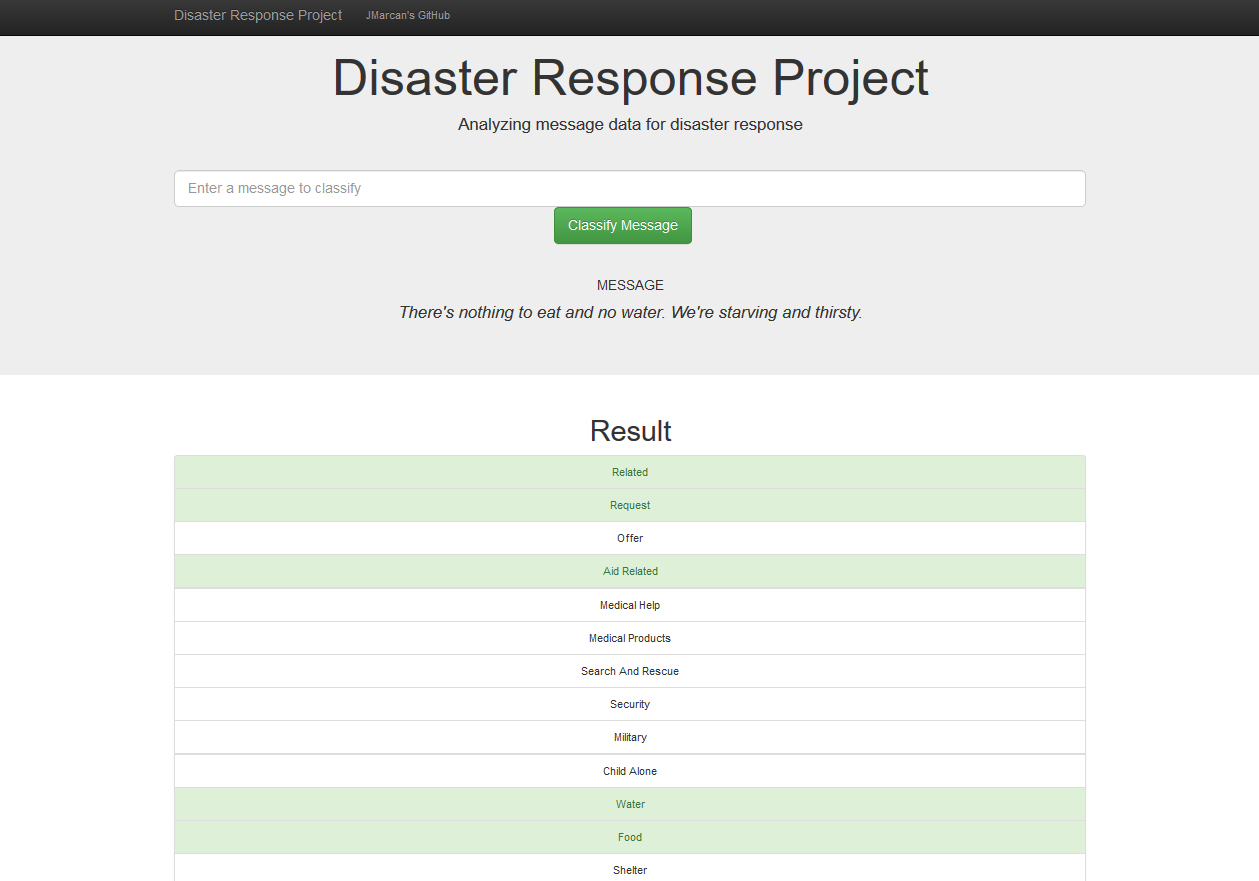 Disaster Response Project JMarcan's GitHub
Disaster Response Project
Analyzing message data for disaster response
Enter a message to classify
Classify Message
MESSAGE
There's nothing to eat and no water. We're starving and thirsty.
Result
Related
Request
Offer
Aid Related
Medical Help
Medical Products
Search And Rescue
Security
Military
Child Alone
Water
Food
Shelter